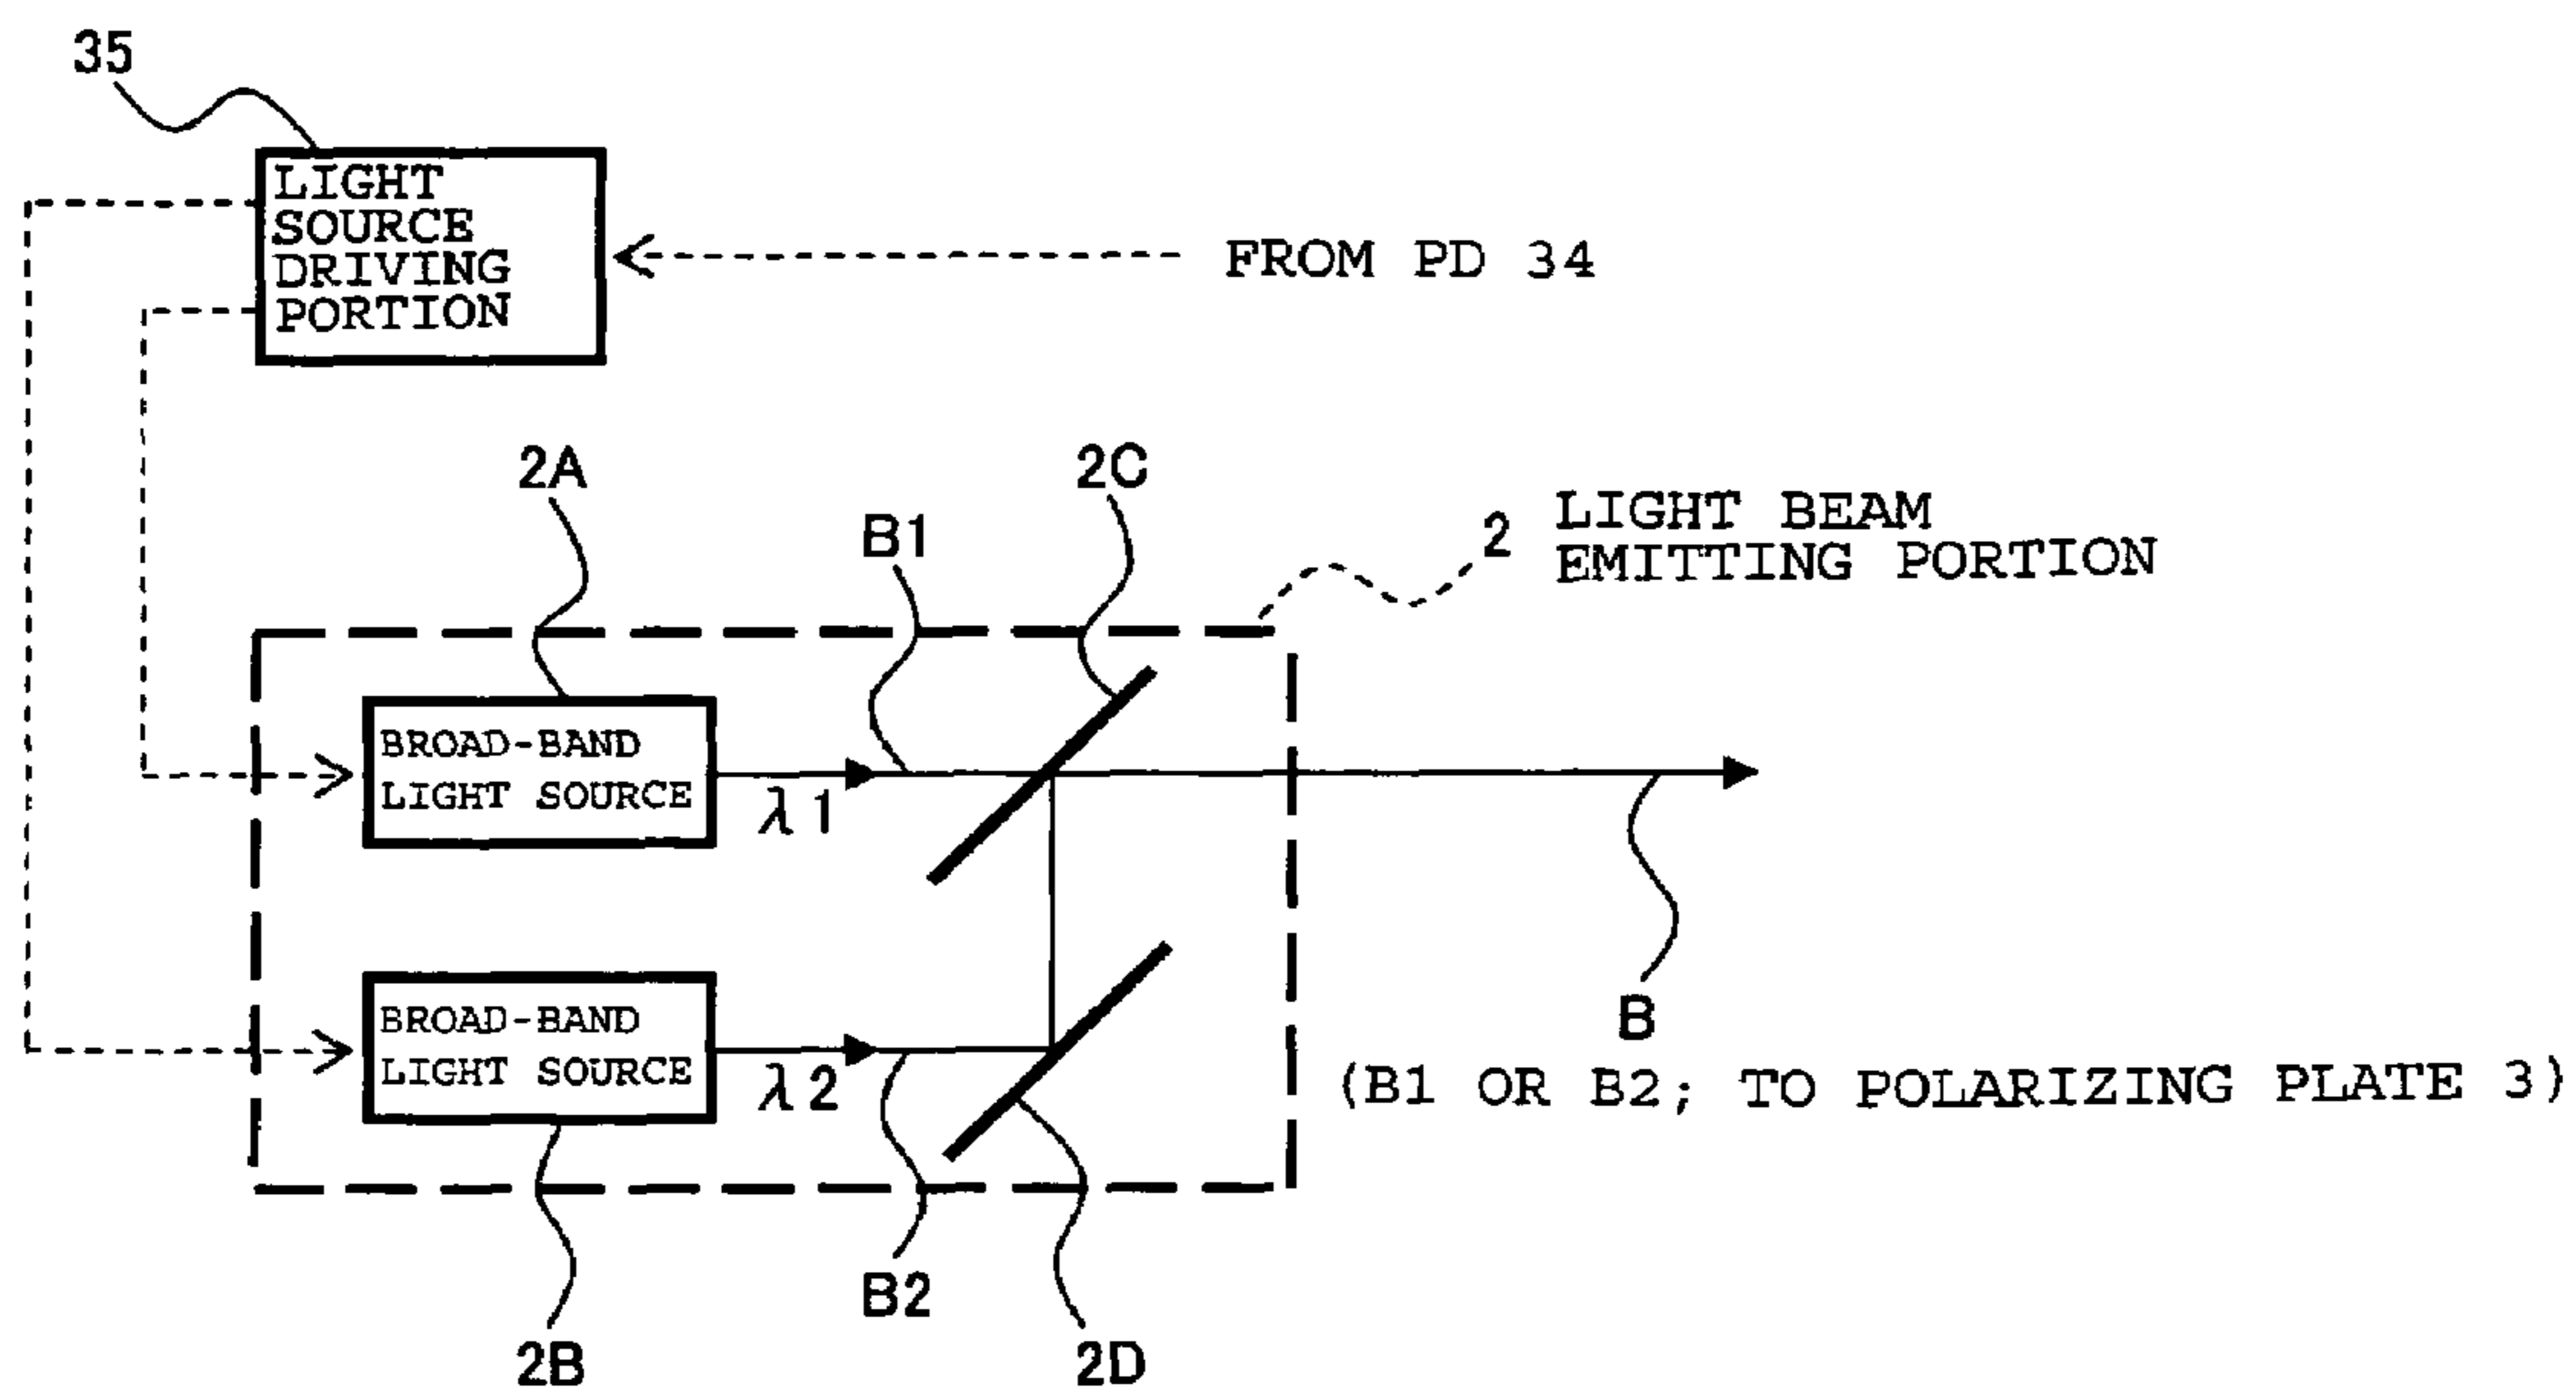 35
LIGHT
SOURCE
DRIVING
PORTION
FROM PD 34
2A
2C
B1
2 LIGHT BEAM
EMITTING PORTION
BROAD-BAND
LIGHT SOURCE
λ1
BROAD-BAND
LIGHT SOURCE
λ2
B
(B1 OR B2; TO POLARIZING PLATE 3)
B2
2B
2D